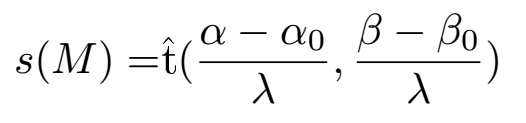 s(M) = t̂((α − α₀)/λ, (β − β₀)/λ)